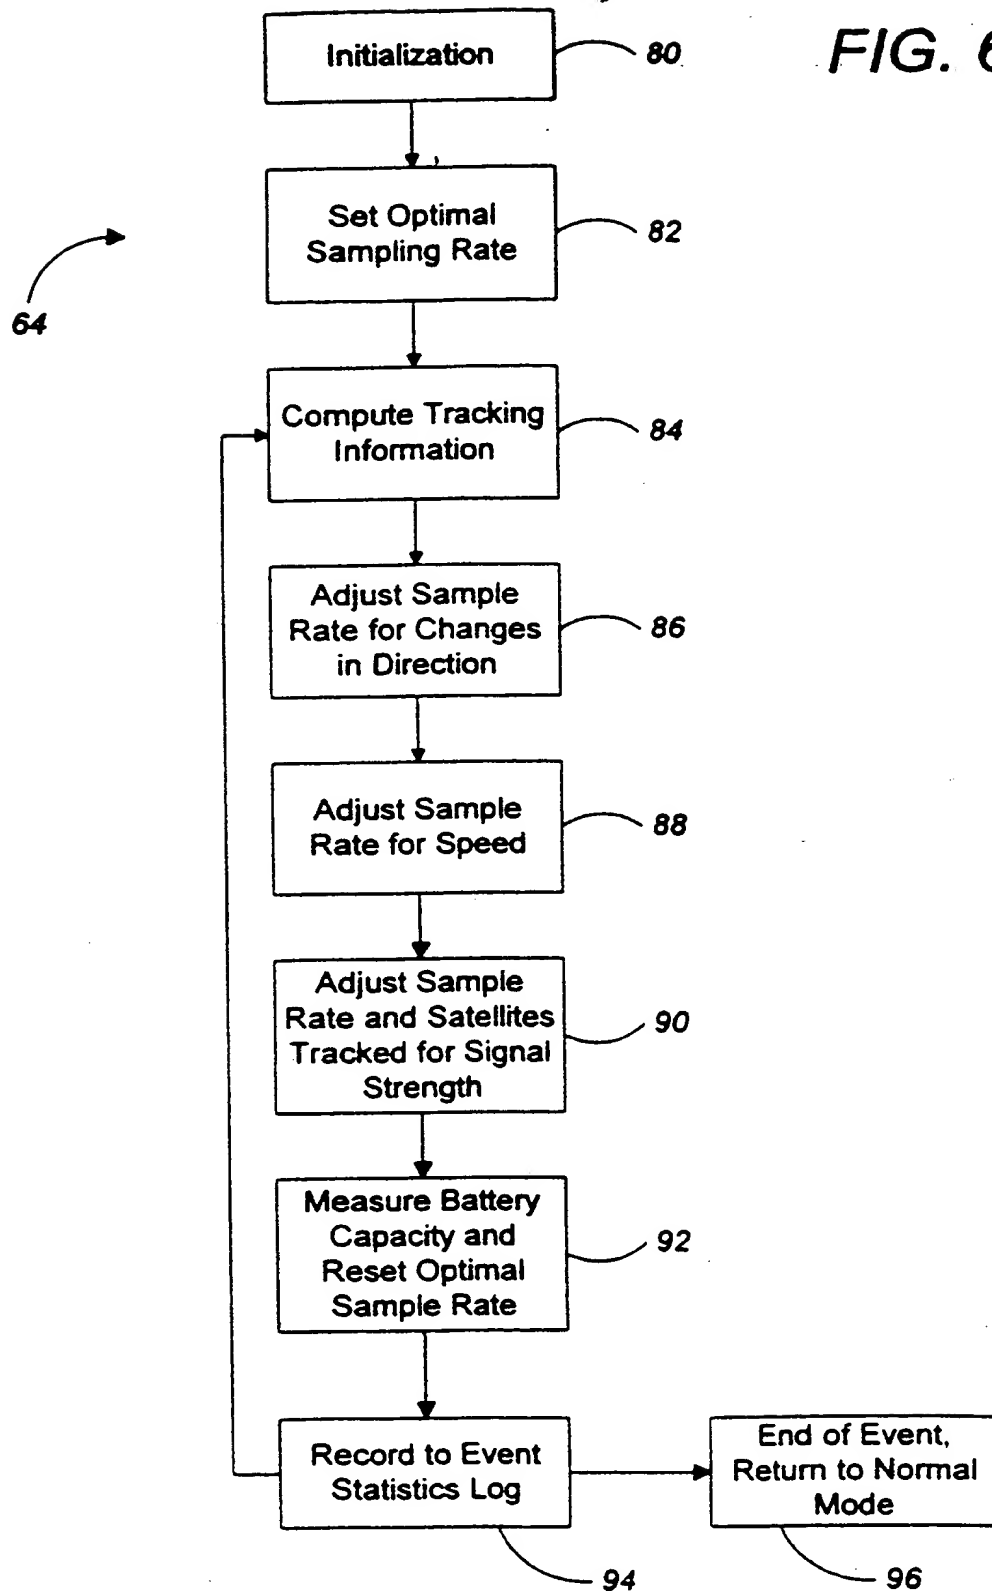 FIG. 6
Initialization
80
Set Optimal
Sampling Rate
82
64
Compute Tracking
Information
84
Adjust Sample
Rate for Changes
in Direction
86
Adjust Sample
Rate for Speed
88
Adjust Sample
Rate and Satellites
Tracked for Signal
Strength
90
Measure Battery
Capacity and
Reset Optimal
Sample Rate
92
Record to Event
Statistics Log
94
End of Event,
Return to Normal
Mode
96